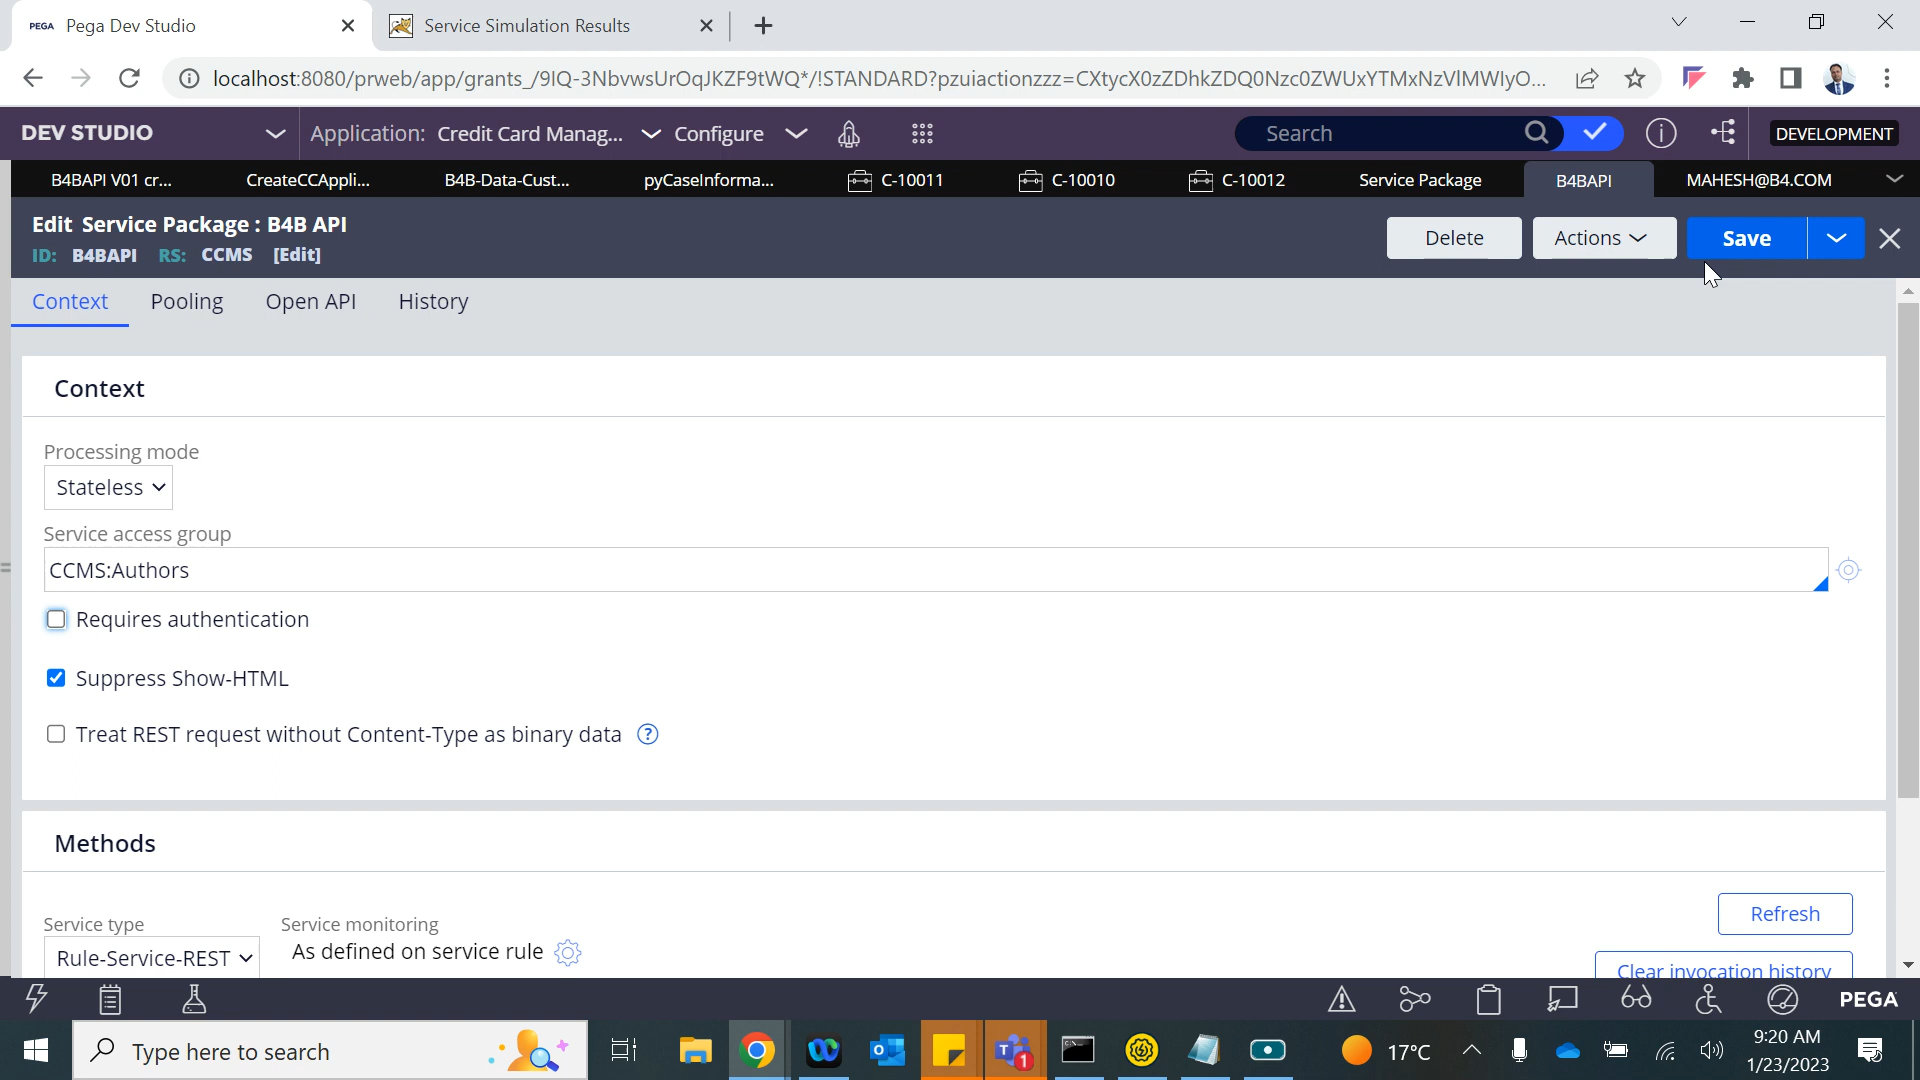 PEGA Pega Dev Studio Service Simulation Results
localhost:8080/prweb/app/grants_/9IQ-3NbvwsUrOqJKZF9tWQ*/!STANDARD?pzuiactionzzz=CXtycX0zZDhkZDQ0Nzc0ZWUxYTMxNzVlMWIyO...
DEV STUDIO Application: Credit Card Manag... Configure Search DEVELOPMENT
B4BAPI V01 cr... CreateCCAppli... B4B-Data-Cust... pyCaseInforma... C-10011 C-10010 C-10012 Service Package B4BAPI MAHESH@B4.COM
Edit Service Package : B4B API
ID: B4BAPI RS: CCMS [Edit]
Delete Actions Save
Context Pooling Open API History
Context
Processing mode
Stateless
Service access group
CCMS:Authors
Requires authentication
Suppress Show-HTML
Treat REST request without Content-Type as binary data ?
Methods
Refresh
Service type Service monitoring
Rule-Service-REST As defined on service rule
Clear invocation history
PEGA
Type here to search 1 17°C 9:20 AM
1/23/2023